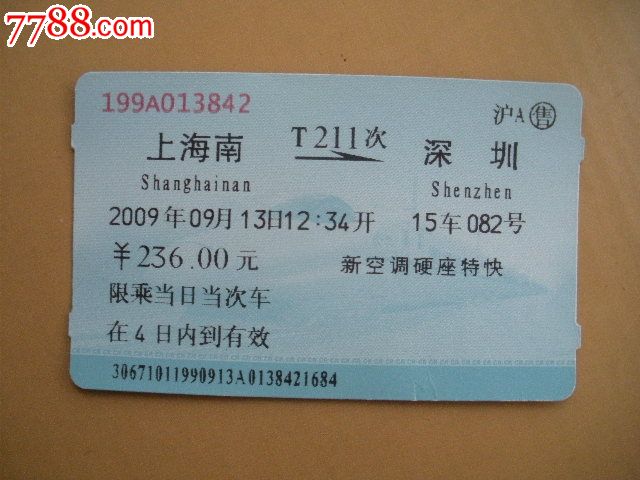 7788.com
199A013842
沪A 售
上海南 T211次 深圳
Shanghainan Shenzhen
2009年09月13日12:34开 15车082号
￥236.00元 新空调硬座特快
限乘当日当次车
在4日内到有效
30671011990913A0138421684